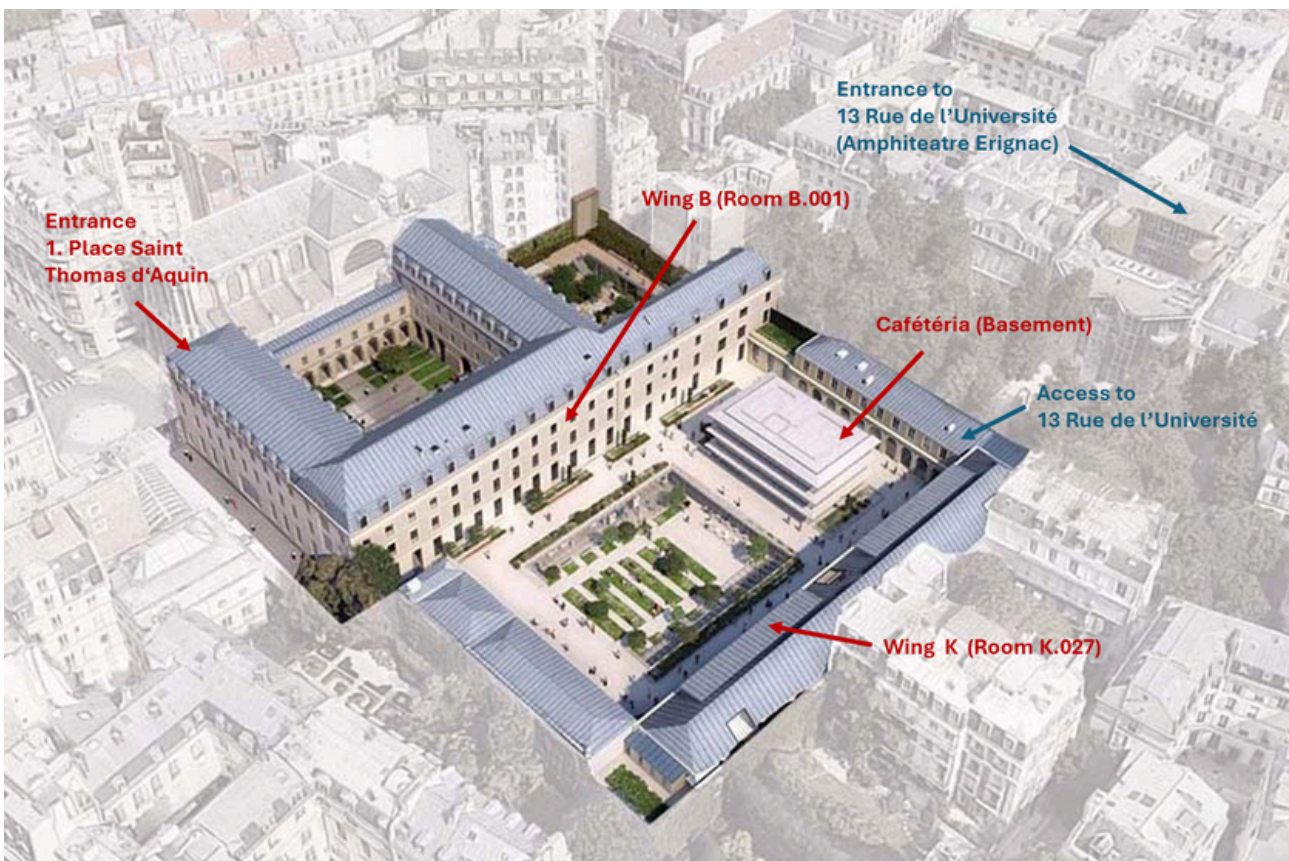 Entrance to
13 Rue de l’Université
(Amphiteatre Erignac)
Wing B (Room B.001)
Entrance
1. Place Saint
Thomas d‘Aquin
Cafétéria (Basement)
Access to
13 Rue de l’Université
Wing K (Room K.027)